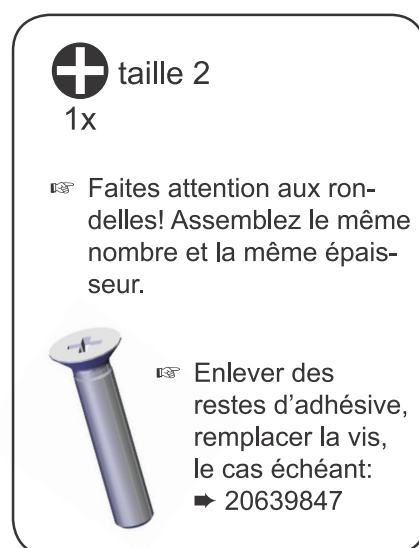 taille 2
1x
☞ Faites attention aux ron-
delles! Assemblez le même
nombre et la même épais-
seur.
☞ Enlever des
restes d’adhésive,
remplacer la vis,
le cas échéant:
➨ 20639847